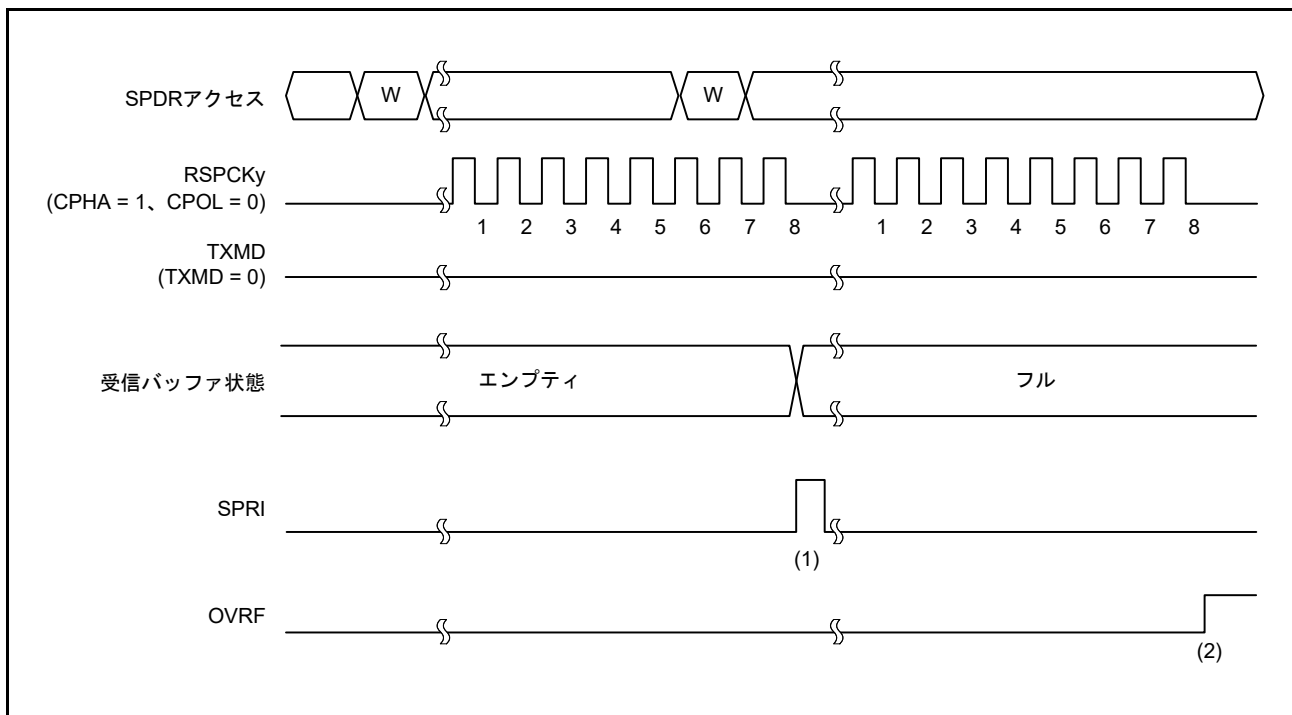 SPDRアクセス
W
W
RSPCKy
(CPHA = 1、CPOL = 0)
1 2 3 4 5 6 7 8 1 2 3 4 5 6 7 8
TXMD
(TXMD = 0)
受信バッファ状態
エンプティ
フル
SPRI
(1)
OVRF
(2)